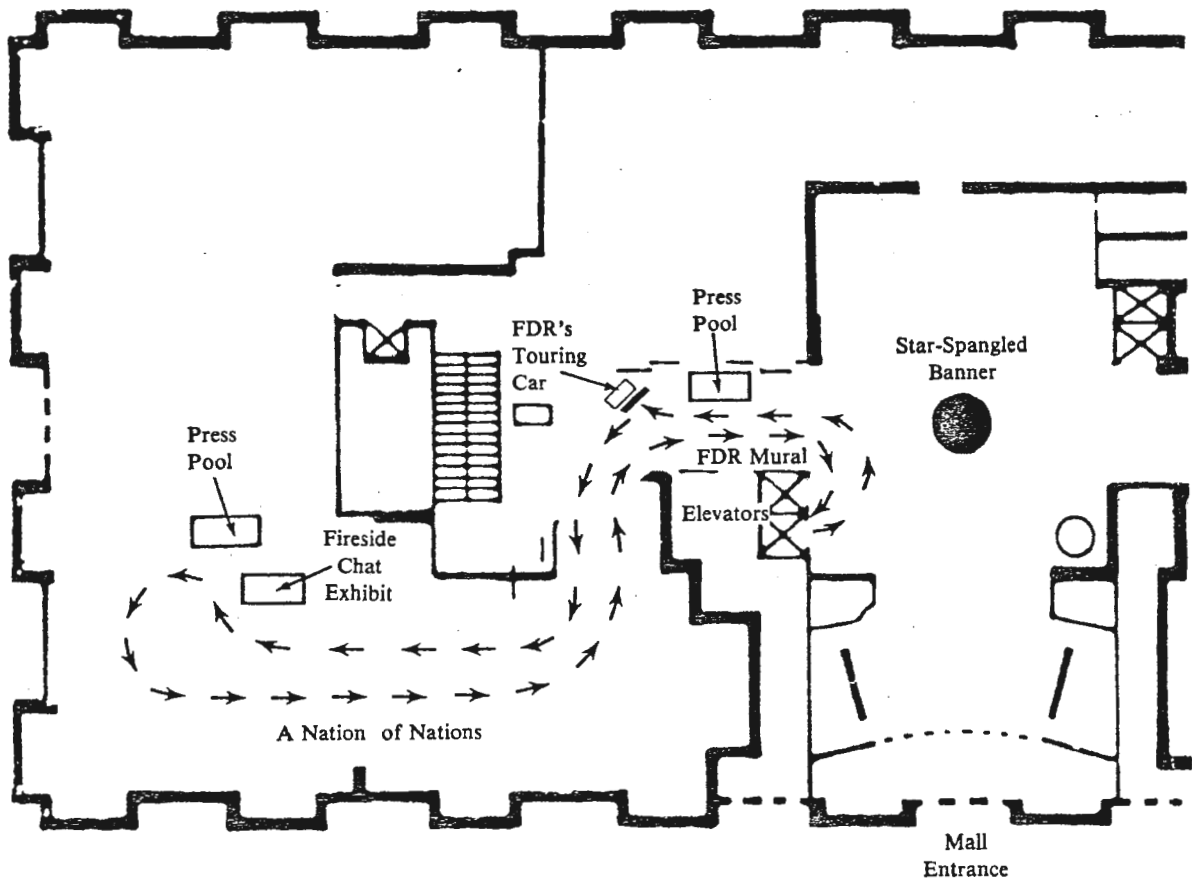 Press
Pool
FDR's
Touring
Car
Star-Spangled
Banner
Press
Pool
FDR Mural
Elevators
Fireside
Chat
Exhibit
A Nation of Nations
Mall
Entrance